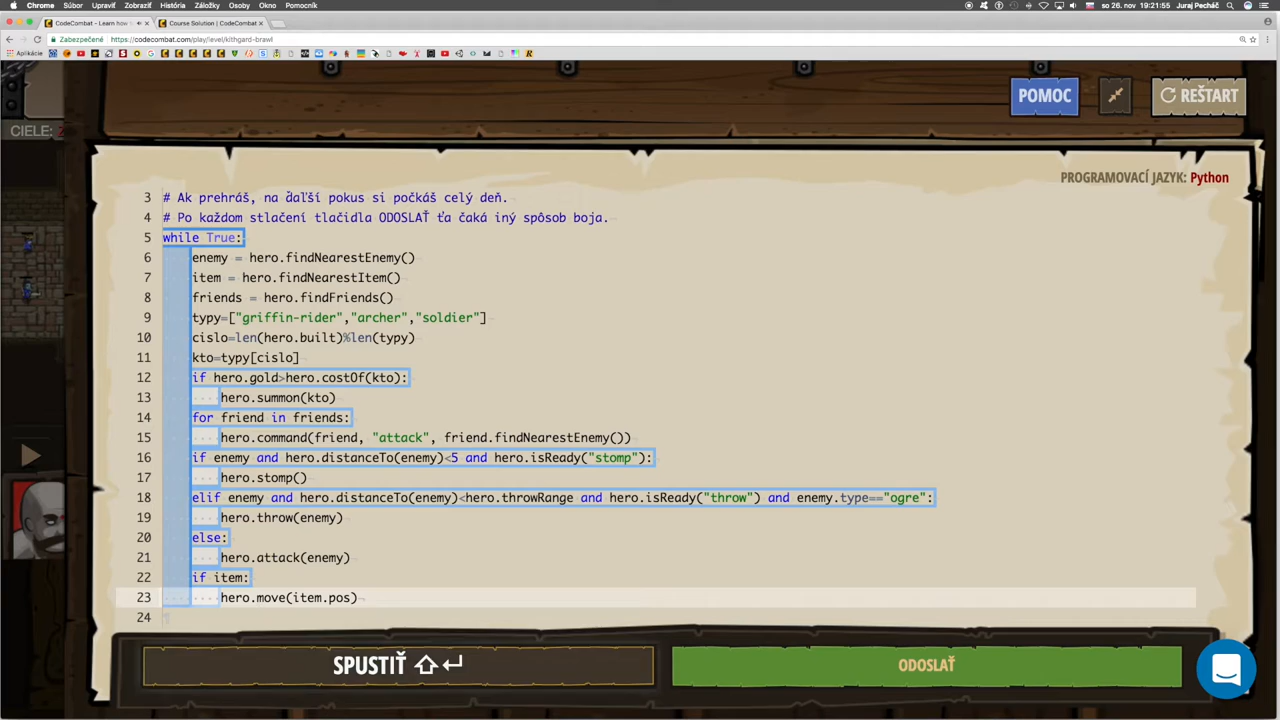 Chrome Súbor Upraviť Zobraziť História Záložky Osoby Okno Pomoc
so 26. nov 19:21:55 Juraj Pecháč
CodeCombat - Learn how
Course Solution | CodeCombat
Zabezpečené https://codecombat.com/play/level/kithgard-brawl
Aplikácie
CIELE:
POMOC
REŠTART
PROGRAMOVACÍ JAZYK: Python
3 # Ak prehráš, na ďaľší pokus si počkáš celý deň.
4 # Po každom stlačení tlačidla ODOSLAŤ ťa čaká iný spôsob boja.
5 while True:
6 enemy = hero.findNearestEnemy()
7 item = hero.findNearestItem()
8 friends = hero.findFriends()
9 typy=["griffin-rider","archer","soldier"]
10 cislo=len(hero.built)%len(typy)
11 kto=typy[cislo]
12 if hero.gold>hero.costOf(kto):
13 hero.summon(kto)
14 for friend in friends:
15 hero.command(friend, "attack", friend.findNearestEnemy())
16 if enemy and hero.distanceTo(enemy)<5 and hero.isReady("stomp"):
17 hero.stomp()
18 elif enemy and hero.distanceTo(enemy)<hero.throwRange and hero.isReady("throw") and enemy.type=="ogre":
19 hero.throw(enemy)
20 else:
21 hero.attack(enemy)
22 if item:
23 hero.move(item.pos)
24
SPUSTIŤ
ODOSLAŤ